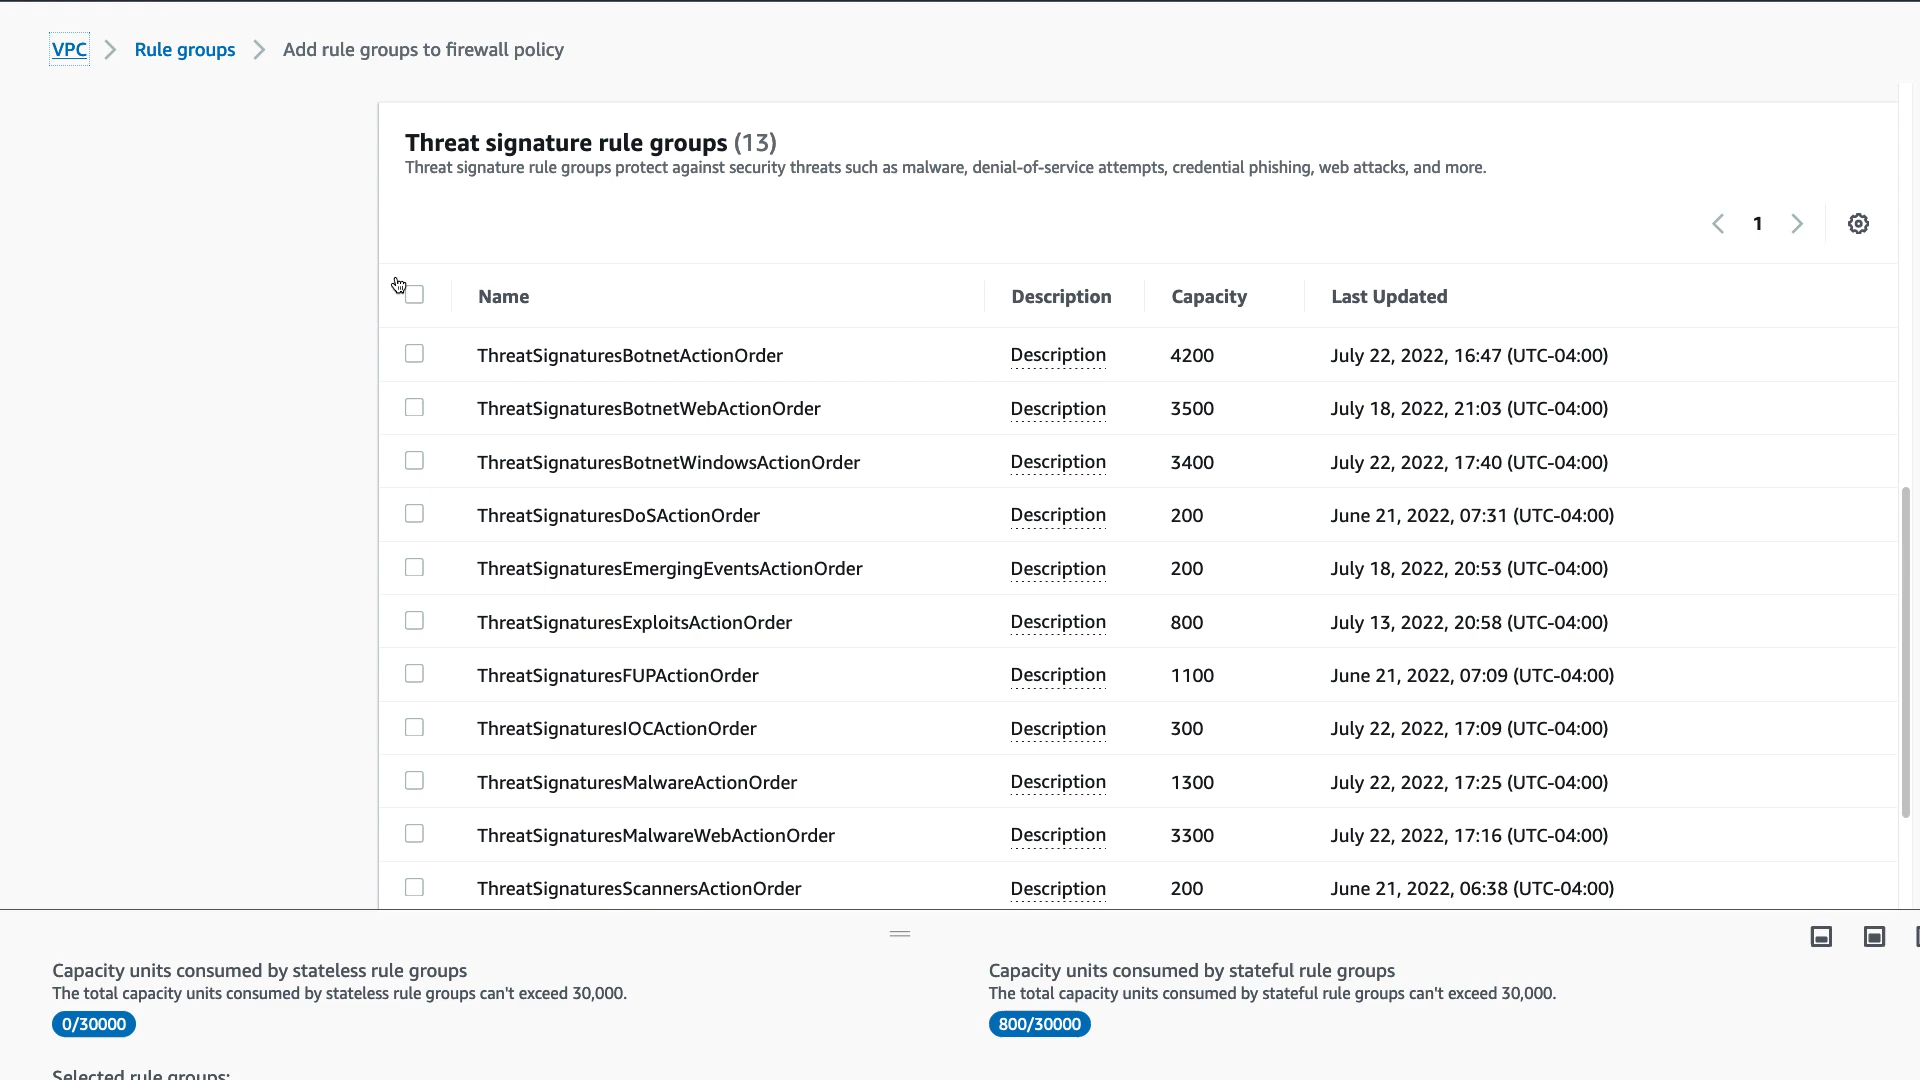 VPC > Rule groups > Add rule groups to firewall policy
Threat signature rule groups (13)
Threat signature rule groups protect against security threats such as malware, denial-of-service attempts, credential phishing, web attacks, and more.
1
Name Description Capacity Last Updated
ThreatSignaturesBotnetActionOrder Description 4200 July 22, 2022, 16:47 (UTC-04:00)
ThreatSignaturesBotnetWebActionOrder Description 3500 July 18, 2022, 21:03 (UTC-04:00)
ThreatSignaturesBotnetWindowsActionOrder Description 3400 July 22, 2022, 17:40 (UTC-04:00)
ThreatSignaturesDoSActionOrder Description 200 June 21, 2022, 07:31 (UTC-04:00)
ThreatSignaturesEmergingEventsActionOrder Description 200 July 18, 2022, 20:53 (UTC-04:00)
ThreatSignaturesExploitsActionOrder Description 800 July 13, 2022, 20:58 (UTC-04:00)
ThreatSignaturesFUPActionOrder Description 1100 June 21, 2022, 07:09 (UTC-04:00)
ThreatSignaturesIOCActionOrder Description 300 July 22, 2022, 17:09 (UTC-04:00)
ThreatSignaturesMalwareActionOrder Description 1300 July 22, 2022, 17:25 (UTC-04:00)
ThreatSignaturesMalwareWebActionOrder Description 3300 July 22, 2022, 17:16 (UTC-04:00)
ThreatSignaturesScannersActionOrder Description 200 June 21, 2022, 06:38 (UTC-04:00)
Capacity units consumed by stateless rule groups
The total capacity units consumed by stateless rule groups can't exceed 30,000.
0/30000
Capacity units consumed by stateful rule groups
The total capacity units consumed by stateful rule groups can't exceed 30,000.
800/30000
Selected rule groups: